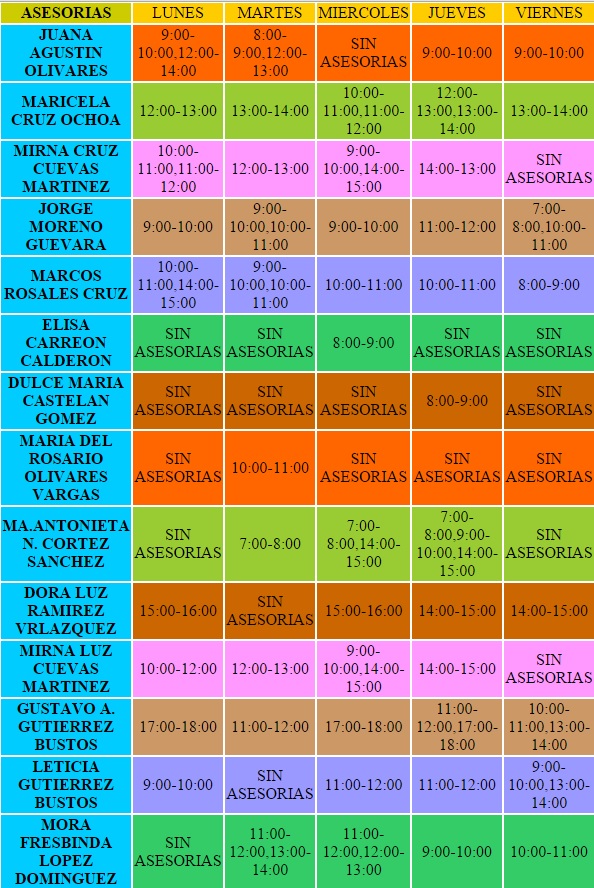 ASESORIAS LUNES MARTES MIERCOLES JUEVES VIERNES
JUANA
AGUSTIN
OLIVARES
9:00-
10:00,12:00-
14:00
8:00-
9:00,12:00-
13:00
SIN
ASESORIAS
9:00-10:00
9:00-10:00
MARICELA
CRUZ OCHOA
12:00-13:00
13:00-14:00
10:00-
11:00,11:00-
12:00
12:00-
13:00,13:00-
14:00
13:00-14:00
MIRNA CRUZ
CUEVAS
MARTINEZ
10:00-
11:00,11:00-
12:00
12:00-13:00
9:00-
10:00,14:00-
15:00
14:00-13:00
SIN
ASESORIAS
JORGE
MORENO
GUEVARA
9:00-10:00
9:00-
10:00,10:00-
11:00
9:00-10:00
11:00-12:00
7:00-
8:00,10:00-
11:00
MARCOS
ROSALES CRUZ
10:00-
11:00,14:00-
15:00
9:00-
10:00,10:00-
11:00
10:00-11:00
10:00-11:00
8:00-9:00
ELISA
CARREON
CALDERON
SIN
ASESORIAS
SIN
ASESORIAS
8:00-9:00
SIN
ASESORIAS
SIN
ASESORIAS
DULCE MARIA
CASTELAN
GOMEZ
SIN
ASESORIAS
SIN
ASESORIAS
SIN
ASESORIAS
8:00-9:00
SIN
ASESORIAS
MARIA DEL
ROSARIO
OLIVARES
VARGAS
SIN
ASESORIAS
10:00-11:00
SIN
ASESORIAS
SIN
ASESORIAS
SIN
ASESORIAS
MA.ANTONIETA
N. CORTEZ
SANCHEZ
SIN
ASESORIAS
7:00-8:00
7:00-
8:00,14:00-
15:00
7:00-
8:00,9:00-
10:00,14:00-
15:00
SIN
ASESORIAS
DORA LUZ
RAMIREZ
VRLAZQUEZ
15:00-16:00
SIN
ASESORIAS
15:00-16:00
14:00-15:00
14:00-15:00
MIRNA LUZ
CUEVAS
MARTINEZ
10:00-12:00
12:00-13:00
9:00-
10:00,14:00-
15:00
14:00-15:00
SIN
ASESORIAS
GUSTAVO A.
GUTIERREZ
BUSTOS
17:00-18:00
11:00-12:00
17:00-18:00
11:00-
12:00,17:00-
18:00
10:00-
11:00,13:00-
14:00
LETICIA
GUTIERREZ
BUSTOS
9:00-10:00
SIN
ASESORIAS
11:00-12:00
11:00-12:00
9:00-
10:00,13:00-
14:00
MORA
FRESBINDA
LOPEZ
DOMINGUEZ
SIN
ASESORIAS
11:00-
12:00,13:00-
14:00
11:00-
12:00,12:00-
13:00
9:00-10:00
10:00-11:00